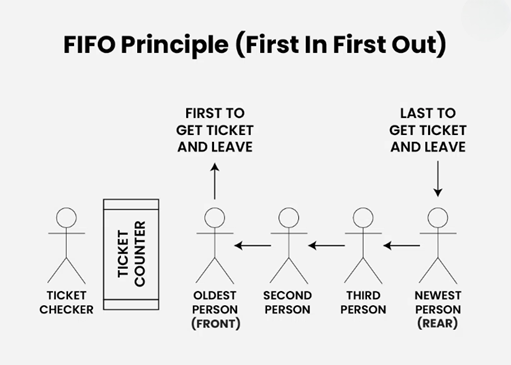 FIFO Principle (First In First Out)
FIRST TO
GET TICKET
AND LEAVE
LAST TO
GET TICKET
AND LEAVE
TICKET
COUNTER
TICKET
CHECKER
OLDEST
PERSON
(FRONT)
SECOND
PERSON
THIRD
PERSON
NEWEST
PERSON
(REAR)